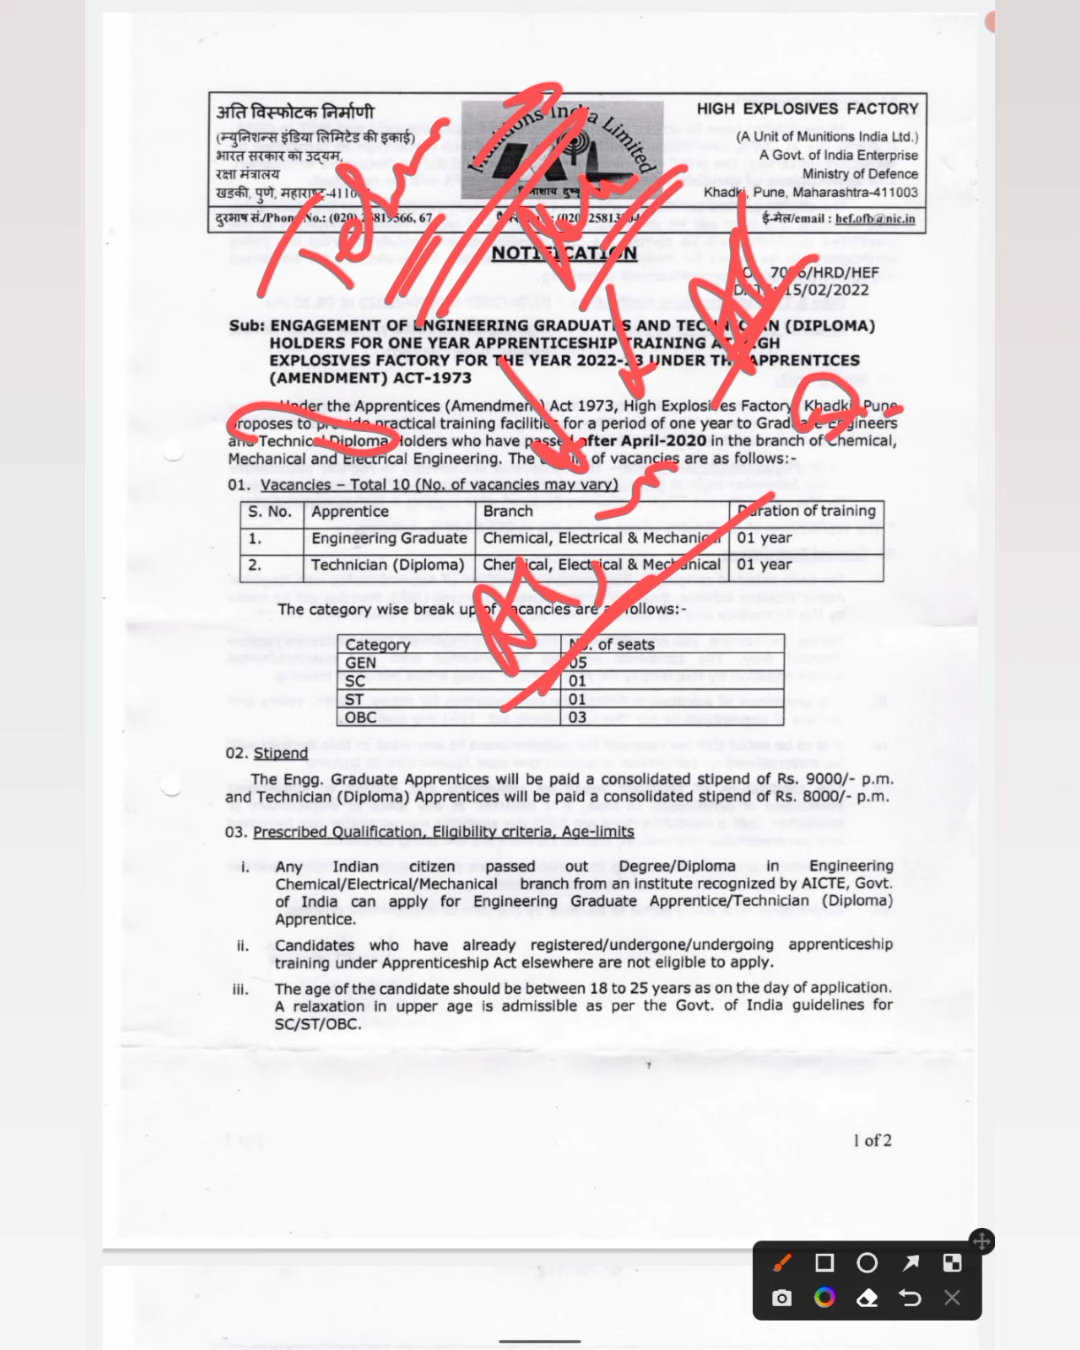 अति विस्फोटक निर्माणी
(म्युनिशन्स इंडिया लिमिटेड की इकाई)
भारत सरकार का उद्यम,
रक्षा मंत्रालय
खडकी, पुणे, महाराष्ट्र-
India Limited
HIGH EXPLOSIVES FACTORY
(A Unit of Munitions India Ltd.)
A Govt. of India Enterprise
Ministry of Defence
Khadki, Pune, Maharashtra-411003
दुरभाष सं./Phone No.: (020) 67
ई-मेल/email : hef.ofb@nic.in
NOTIFICATION
/HRD/HEF
15/02/2022
Sub: ENGAGEMENT OF ENGINEERING GRADUATES AND TECHNICIAN (DIPLOMA)
HOLDERS FOR ONE YEAR APPRENTICESHIP TRAINING AT HIGH
EXPLOSIVES FACTORY FOR THE YEAR 2022-23 UNDER THE APPRENTICES
(AMENDMENT) ACT-1973
Under the Apprentices (Amendment) Act 1973, High Explosives Factory, Khadki, Pune
proposes to provide practical training facilities for a period of one year to Graduate Engineers
and Technician Diploma Holders who have passed after April-2020 in the branch of Chemical,
Mechanical and Electrical Engineering. The of vacancies are as follows:-
01. Vacancies – Total 10 (No. of vacancies may vary)
S. No. Apprentice Branch Duration of training
1. Engineering Graduate Chemical, Electrical & Mechanical 01 year
2. Technician (Diploma) Chemical, Electrical & Mechanical 01 year
The category wise break up of vacancies are as follows:-
Category No. of seats
GEN 05
SC 01
ST 01
OBC 03
02. Stipend
The Engg. Graduate Apprentices will be paid a consolidated stipend of Rs. 9000/- p.m.
and Technician (Diploma) Apprentices will be paid a consolidated stipend of Rs. 8000/- p.m.
03. Prescribed Qualification, Eligibility criteria, Age-limits
i. Any Indian citizen passed out Degree/Diploma in Engineering
Chemical/Electrical/Mechanical branch from an institute recognized by AICTE, Govt.
of India can apply for Engineering Graduate Apprentice/Technician (Diploma)
Apprentice.
ii. Candidates who have already registered/undergone/undergoing apprenticeship
training under Apprenticeship Act elsewhere are not eligible to apply.
iii. The age of the candidate should be between 18 to 25 years as on the day of application.
A relaxation in upper age is admissible as per the Govt. of India guidelines for
SC/ST/OBC.
1 of 2